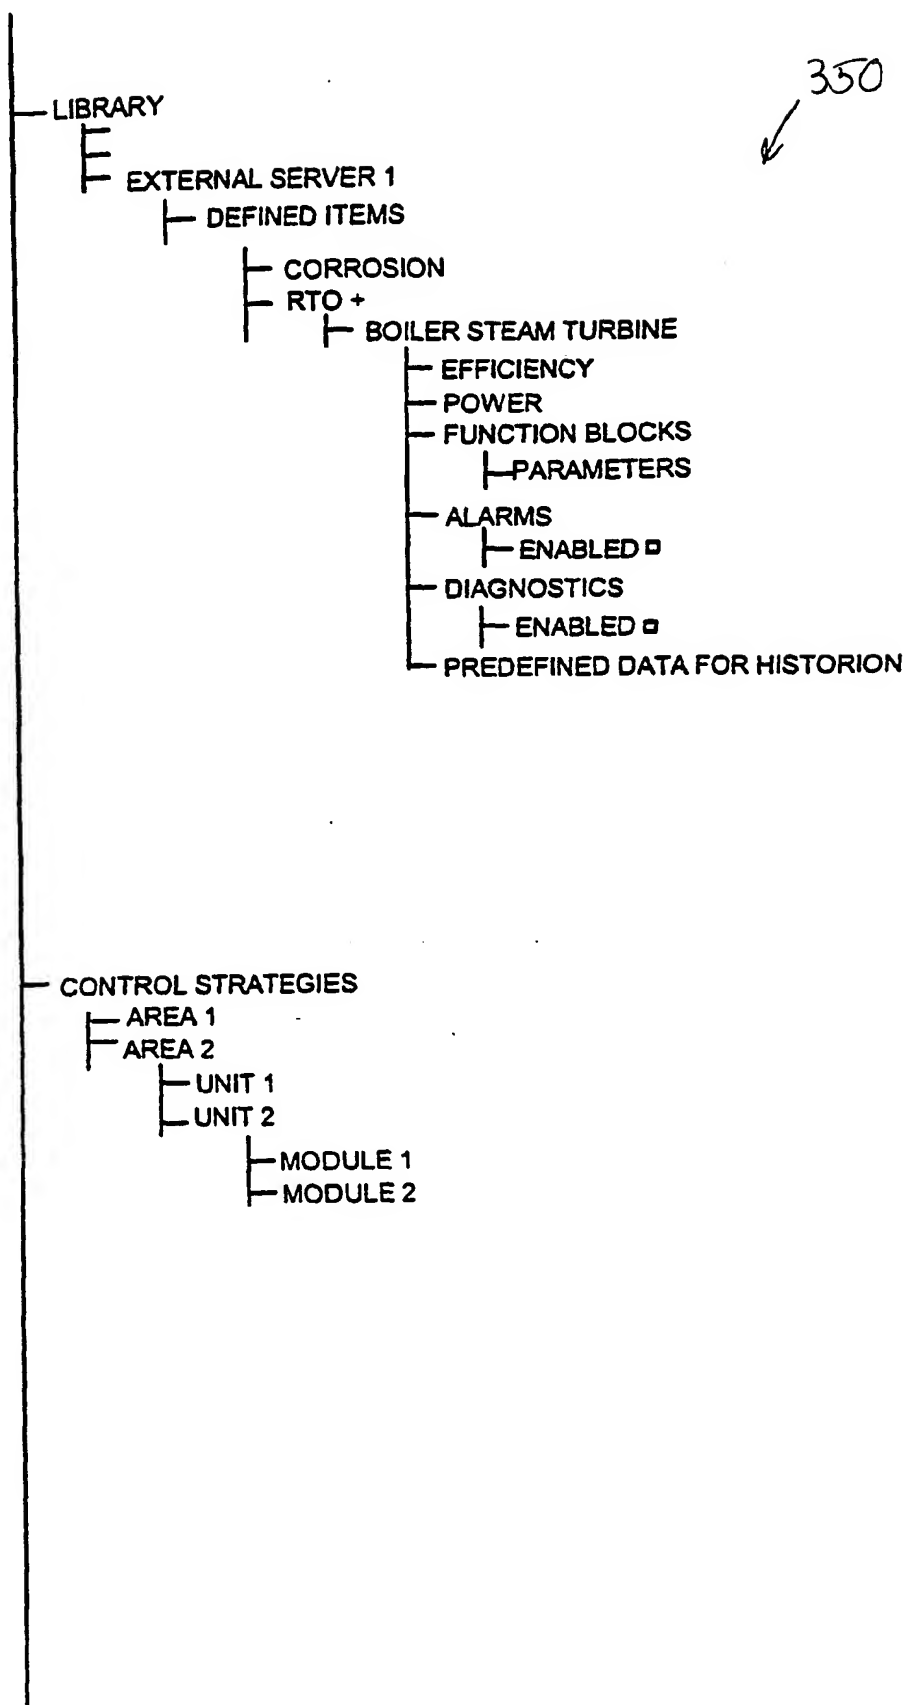 350
LIBRARY
EXTERNAL SERVER 1
DEFINED ITEMS
CORROSION
RTO +
BOILER STEAM TURBINE
EFFICIENCY
POWER
FUNCTION BLOCKS
PARAMETERS
ALARMS
ENABLED
DIAGNOSTICS
ENABLED
PREDEFINED DATA FOR HISTORION
CONTROL STRATEGIES
AREA 1
AREA 2
UNIT 1
UNIT 2
MODULE 1
MODULE 2